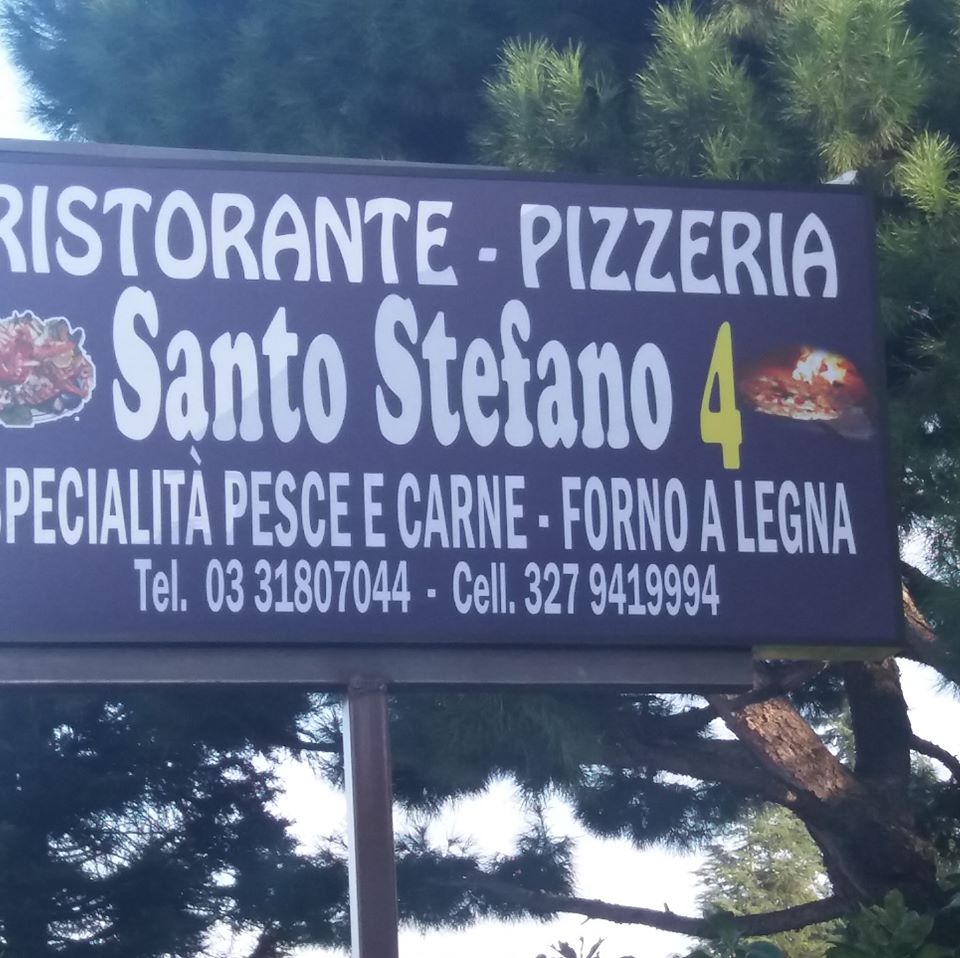 RISTORANTE - PIZZERIA
Santo Stefano 4
SPECIALITÀ PESCE E CARNE - FORNO A LEGNA
Tel. 03 31807044 - Cell. 327 9419994